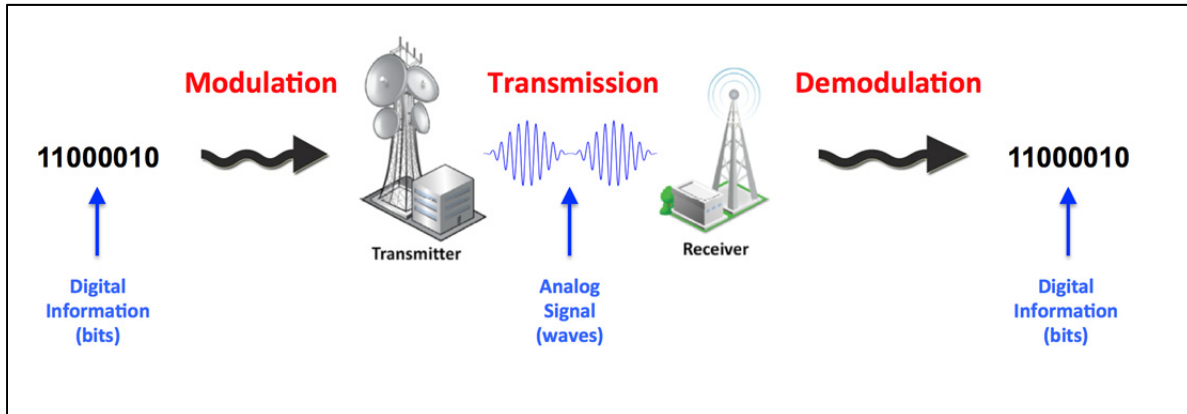 Modulation
Transmission
Demodulation
11000010
11000010
Transmitter
Receiver
Digital
Information
(bits)
Analog
Signal
(waves)
Digital
Information
(bits)